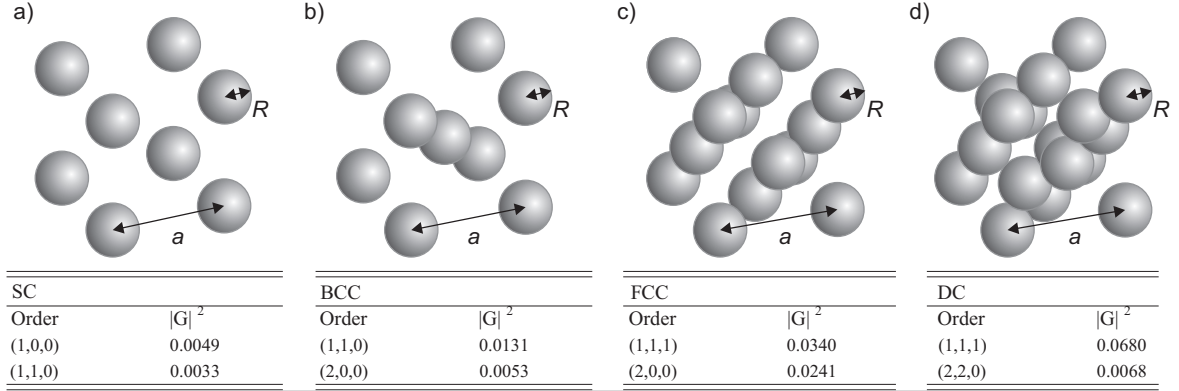 a)
b)
c)
d)
R
R
R
R
a
a
a
a
SC
Order |G| ²
(1,0,0) 0.0049
(1,1,0) 0.0033
BCC
Order |G| ²
(1,1,0) 0.0131
(2,0,0) 0.0053
FCC
Order |G| ²
(1,1,1) 0.0340
(2,0,0) 0.0241
DC
Order |G| ²
(1,1,1) 0.0680
(2,2,0) 0.0068